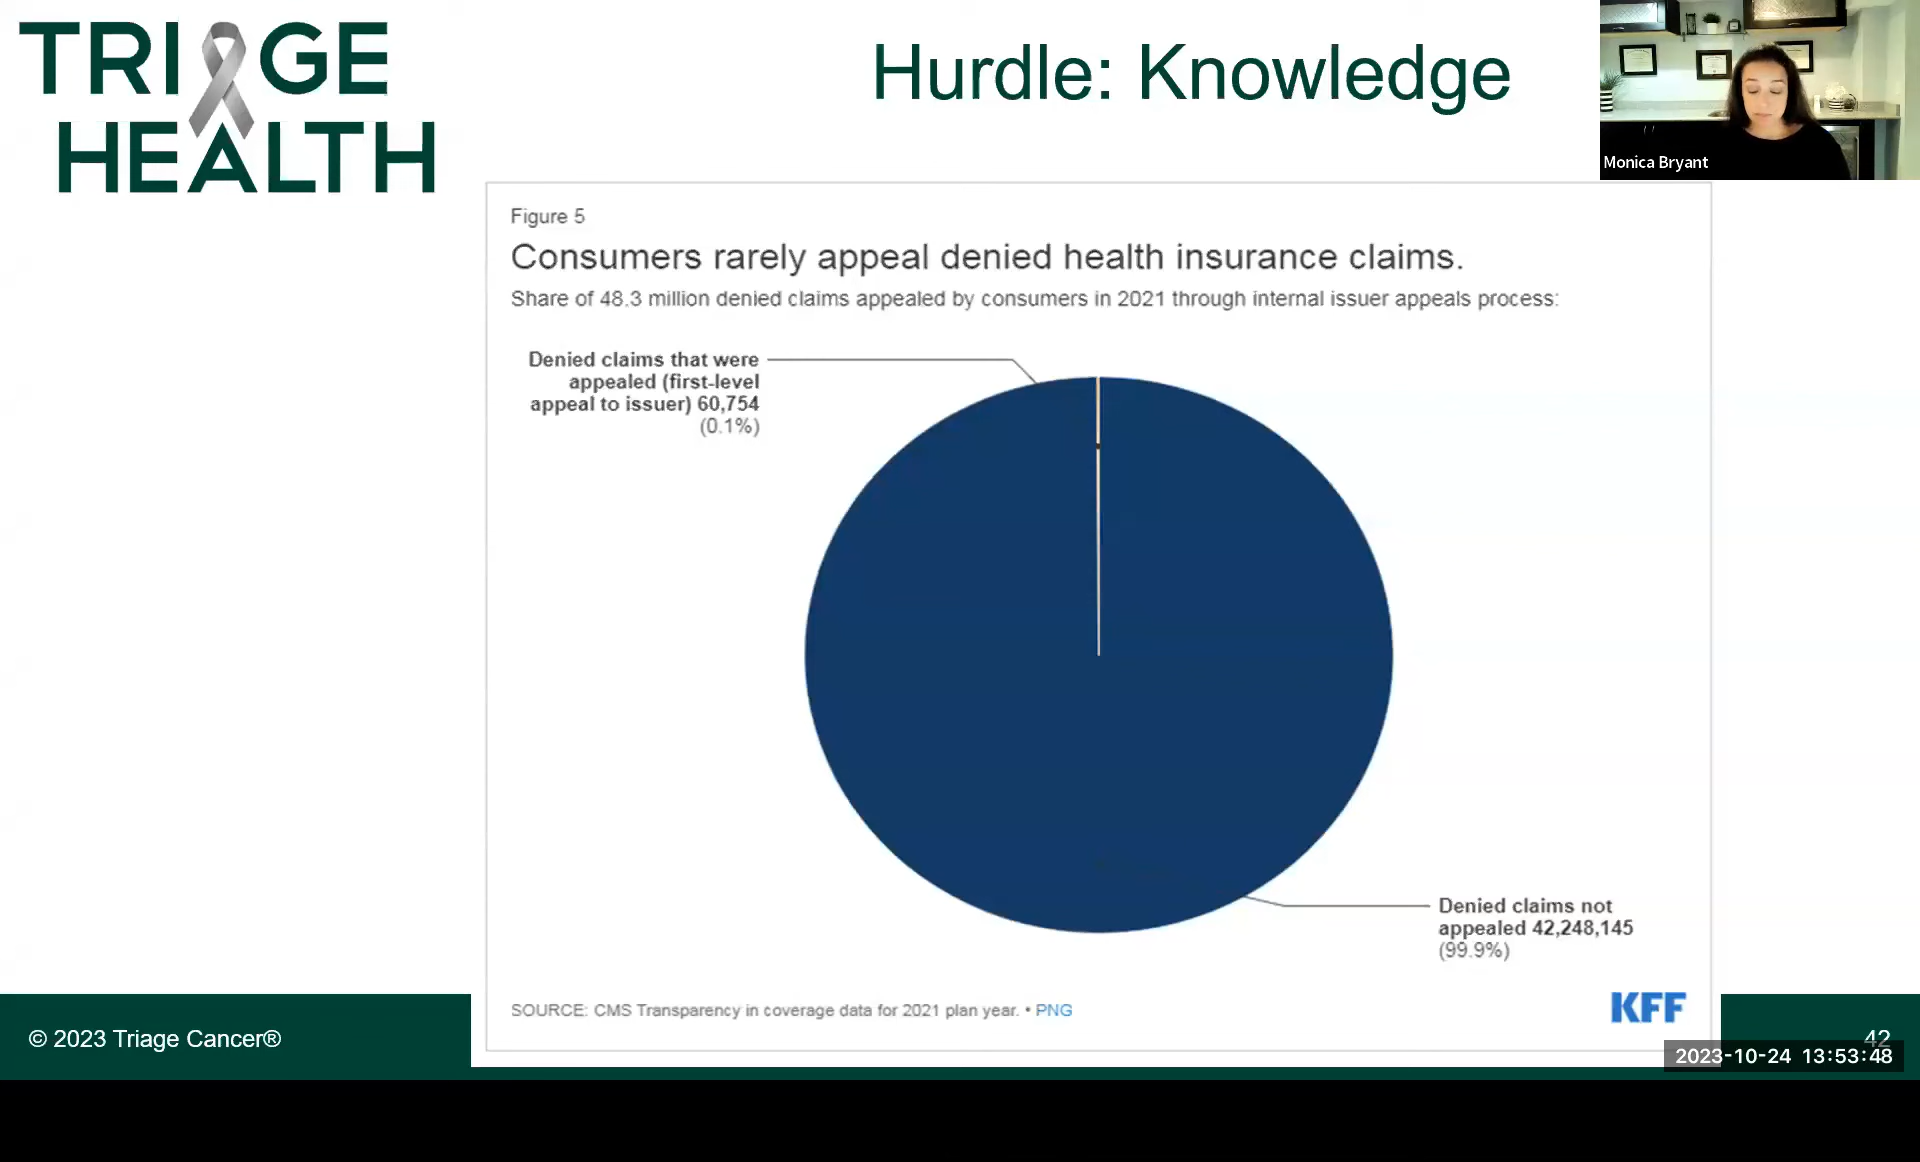 TRIAGE
HEALTH
Hurdle: Knowledge
Monica Bryant
Figure 5
Consumers rarely appeal denied health insurance claims.
Share of 48.3 million denied claims appealed by consumers in 2021 through internal issuer appeals process:
Denied claims that were
appealed (first-level
appeal to issuer) 60,754
(0.1%)
Denied claims not
appealed 42,248,145
(99.9%)
SOURCE: CMS Transparency in coverage data for 2021 plan year. • PNG
KFF
© 2023 Triage Cancer®
42
2023-10-24 13:53:48